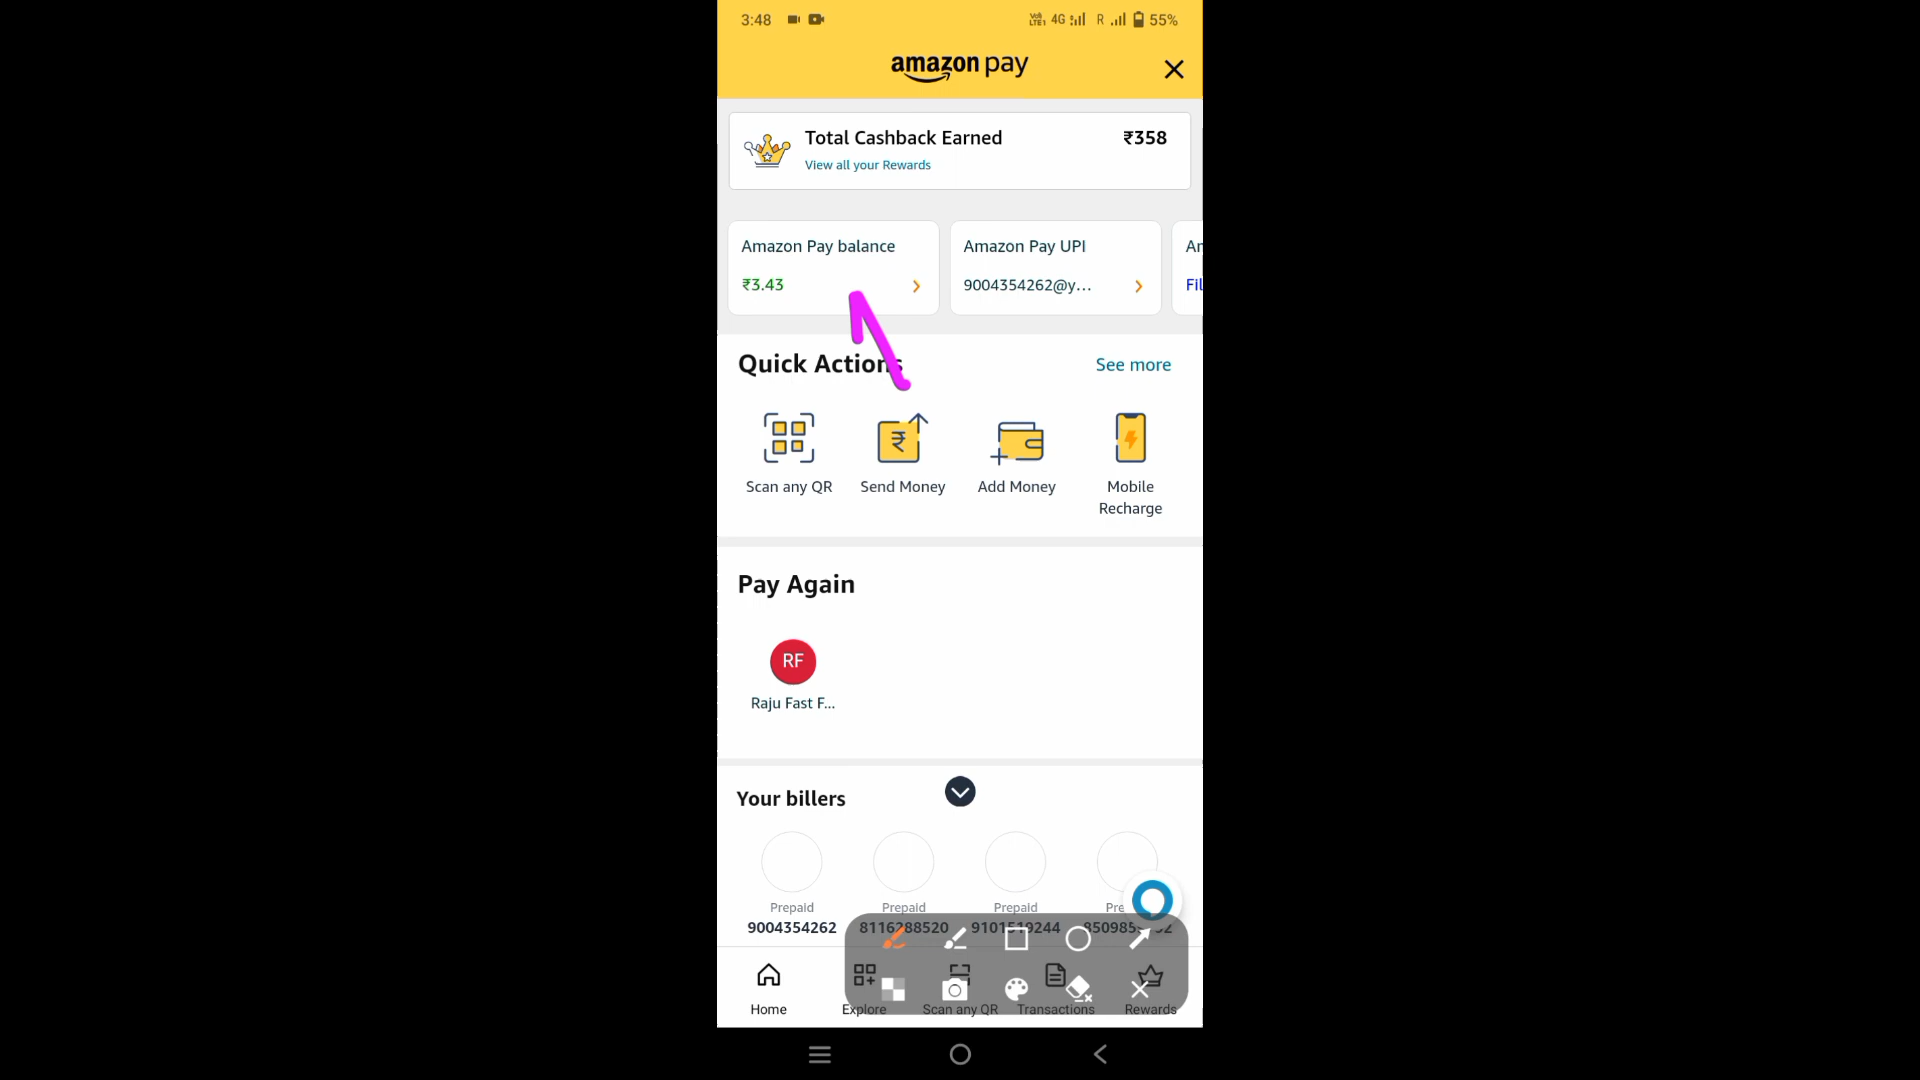 3:48 4G R 55%
amazon pay
Total Cashback Earned ₹358
View all your Rewards
Amazon Pay balance
₹3.43
Amazon Pay UPI
9004354262@y...
Ar
Fil
Quick Actions See more
Scan any QR
Send Money
Add Money
Mobile
Recharge
Pay Again
RF
Raju Fast F...
Your billers
Prepaid Prepaid Prepaid Pre
9004354262 8116288520
Home Explore Scan any QR Transactions Rewards